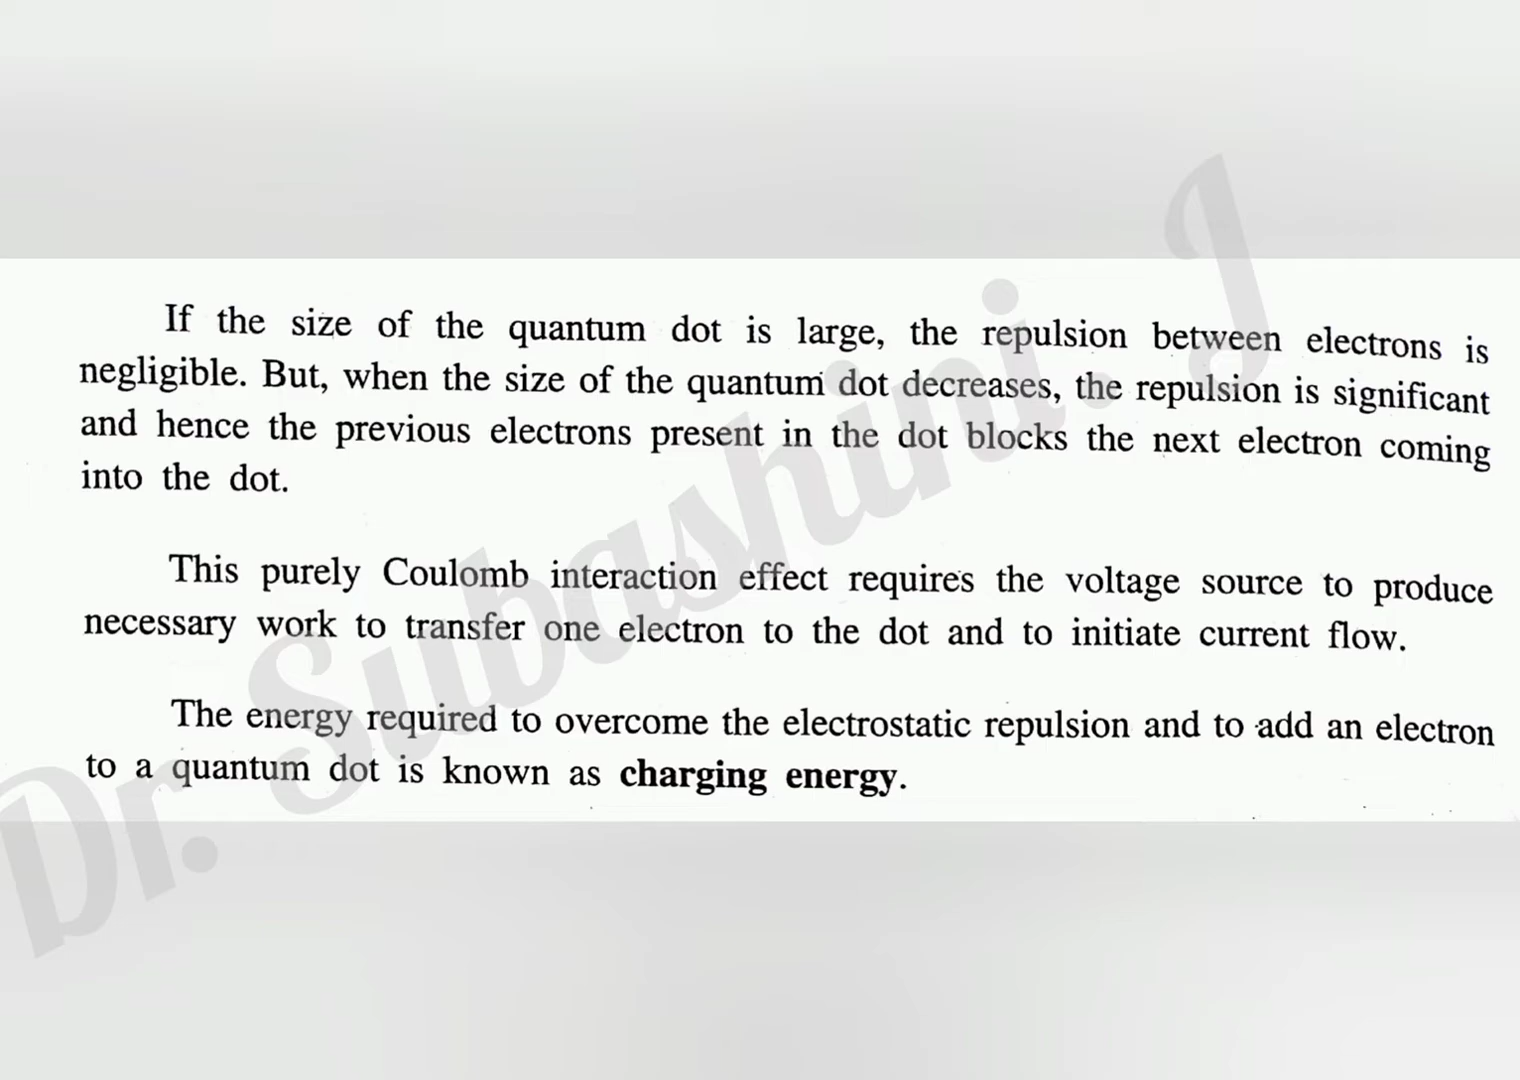 If the size of the quantum dot is large, the repulsion between electrons is
negligible. But, when the size of the quantum dot decreases, the repulsion is significant
and hence the previous electrons present in the dot blocks the next electron coming
into the dot.
This purely Coulomb interaction effect requires the voltage source to produce
necessary work to transfer one electron to the dot and to initiate current flow.
The energy required to overcome the electrostatic repulsion and to add an electron
to a quantum dot is known as charging energy.
Dr. Subashini. J